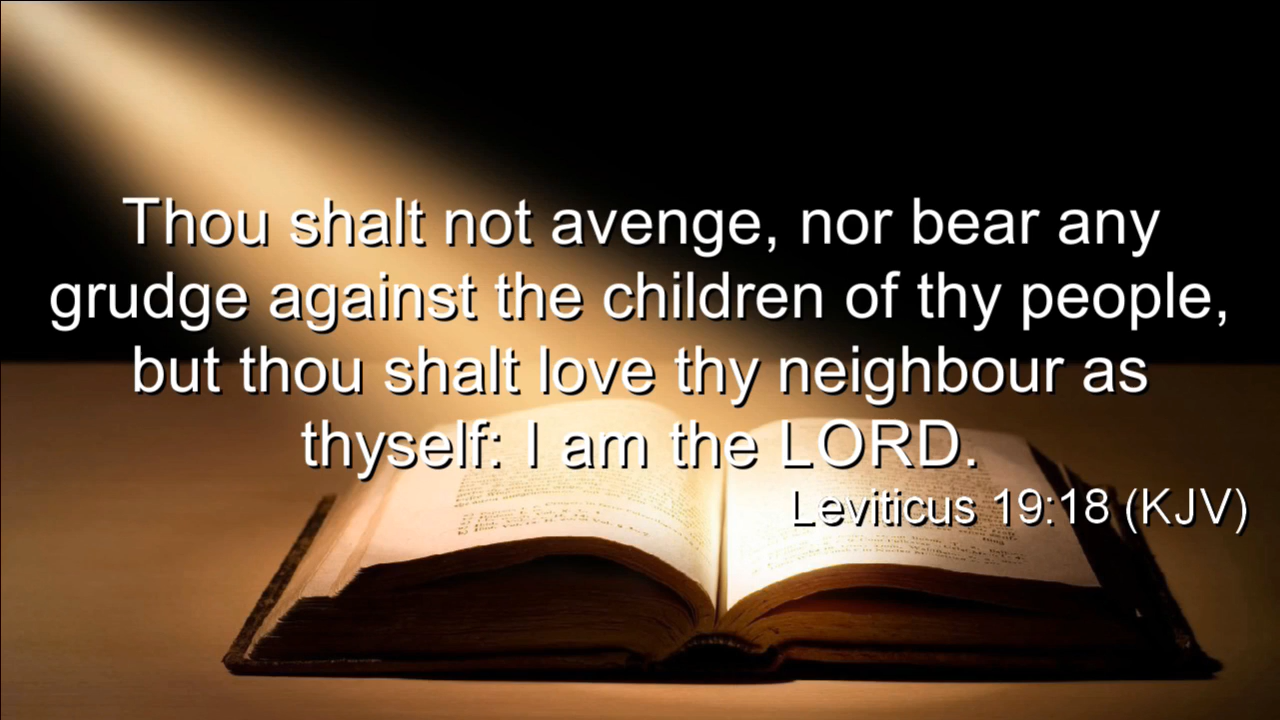 Thou shalt not avenge, nor bear any
grudge against the children of thy people,
but thou shalt love thy neighbour as
thyself: I am the LORD.
Leviticus 19:18 (KJV)